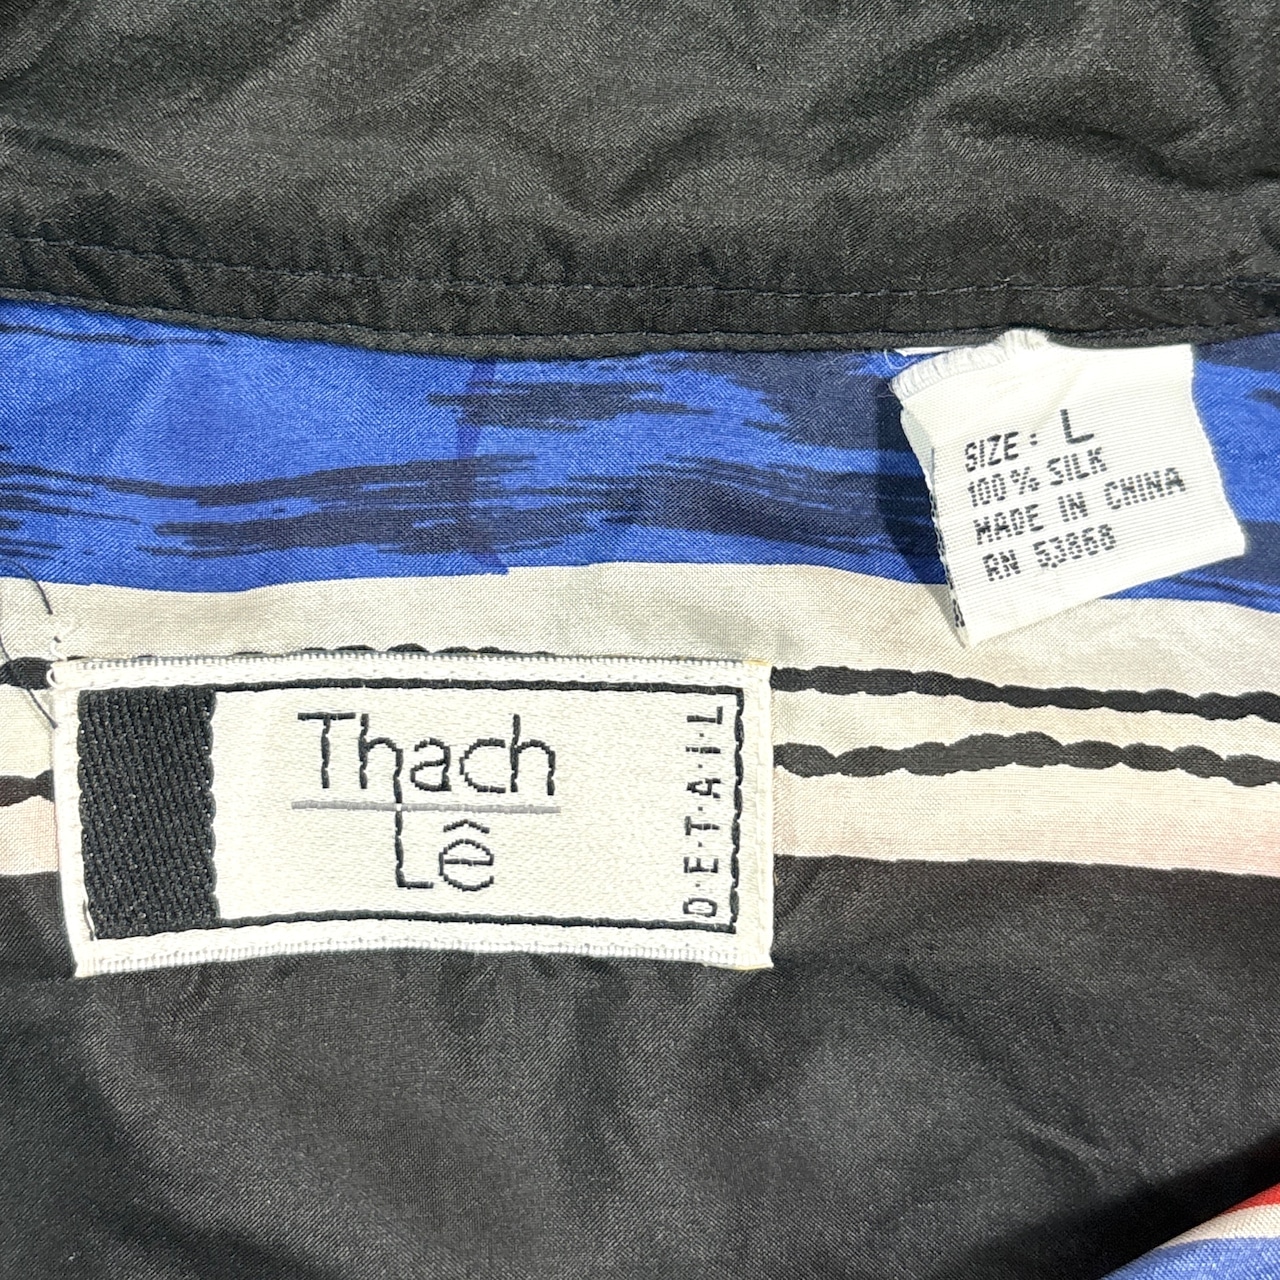 SIZE: L
100% SILK
MADE IN CHINA
RN 53868
Thach
Lê
D·E·T·A·i·L